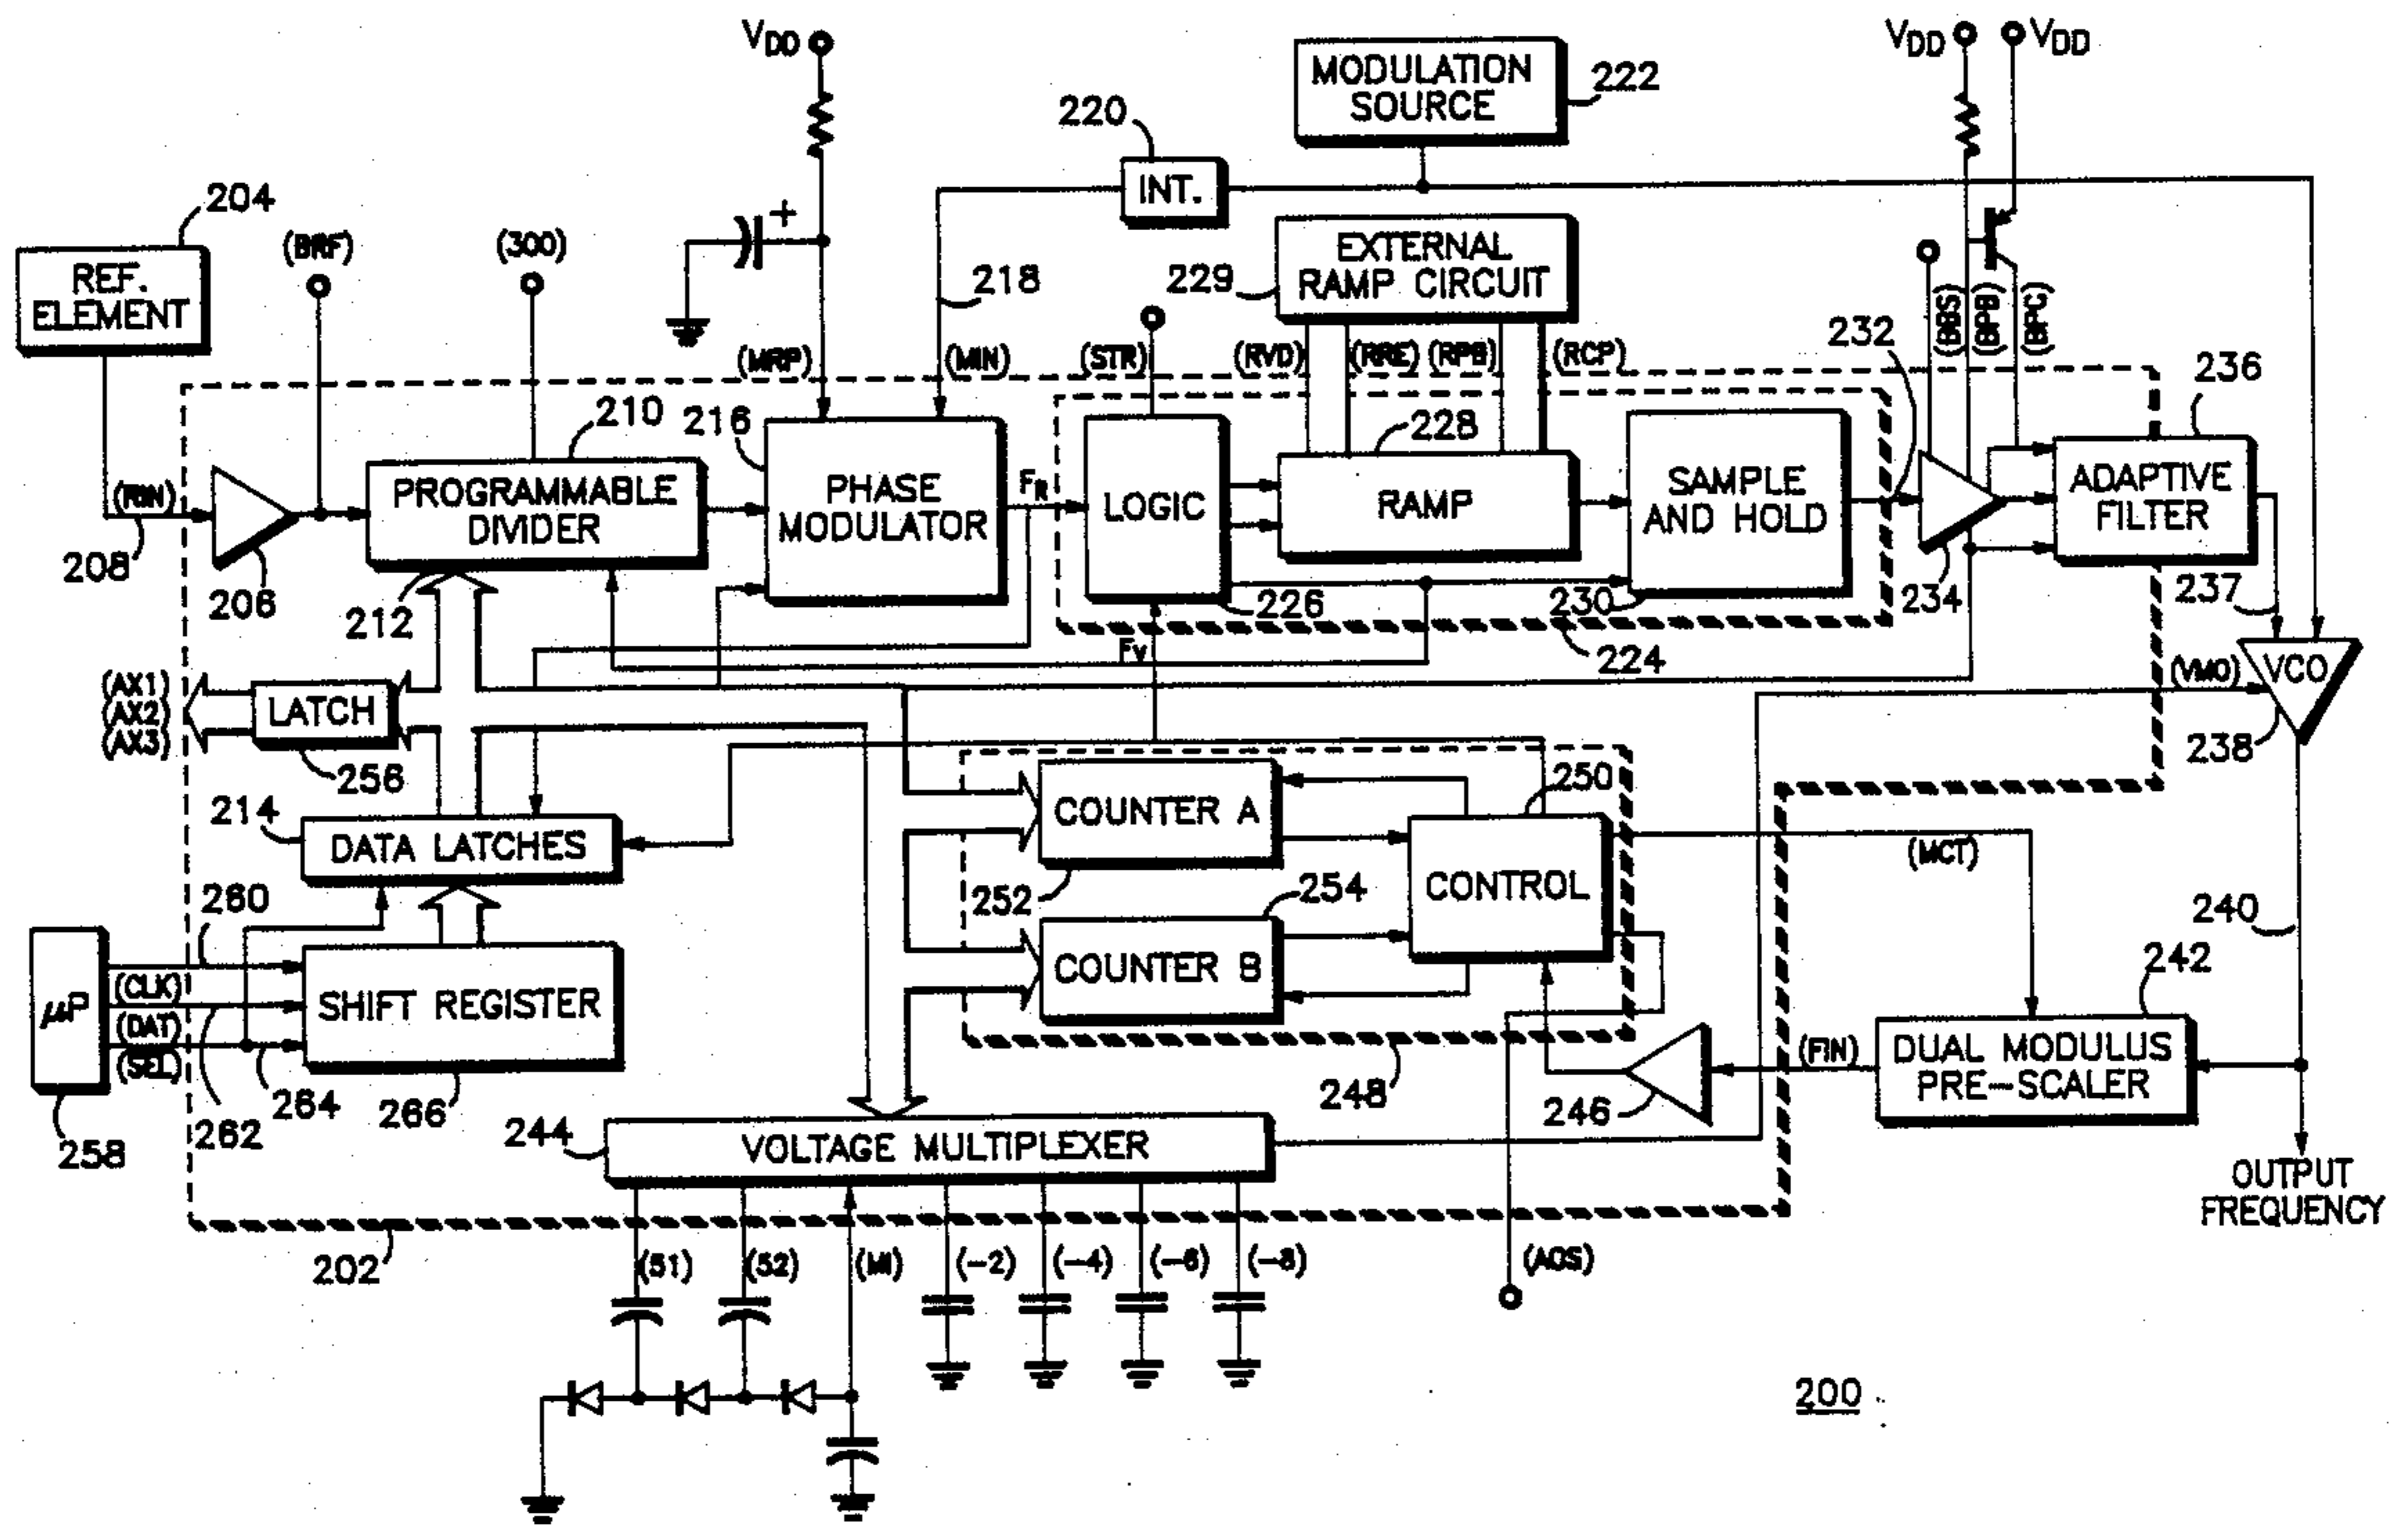 VDD
VDD
VDD
MODULATION
SOURCE
222
220
INT.
204
(BRF)
(300)
+
218
229
EXTERNAL
RAMP CIRCUIT
REF.
ELEMENT
(MRP)
(MIN)
(STR)
(RVD)
(RRE)
(RPB)
(RCP)
232
(BBS)
(BPB)
(BPC)
236
210
216
228
(RIN)
208
206
PROGRAMMABLE
DIVIDER
212
PHASE
MODULATOR
FR
LOGIC
RAMP
SAMPLE
AND HOLD
ADAPTIVE
FILTER
226
230
234
237
FV
224
(AX1)
(AX2)
(AX3)
LATCH
256
(VMO)
VCO
238
214
DATA LATCHES
COUNTER A
250
252
254
CONTROL
(MCT)
240
COUNTER B
260
μP
(CLK)
(DAT)
(SEL)
SHIFT REGISTER
258
262
264
266
248
246
(FIN)
242
DUAL MODULUS
PRE-SCALER
244
VOLTAGE MULTIPLEXER
OUTPUT
FREQUENCY
202
(51)
(52)
(MI)
(-2)
(-4)
(-6)
(-8)
(AOS)
200